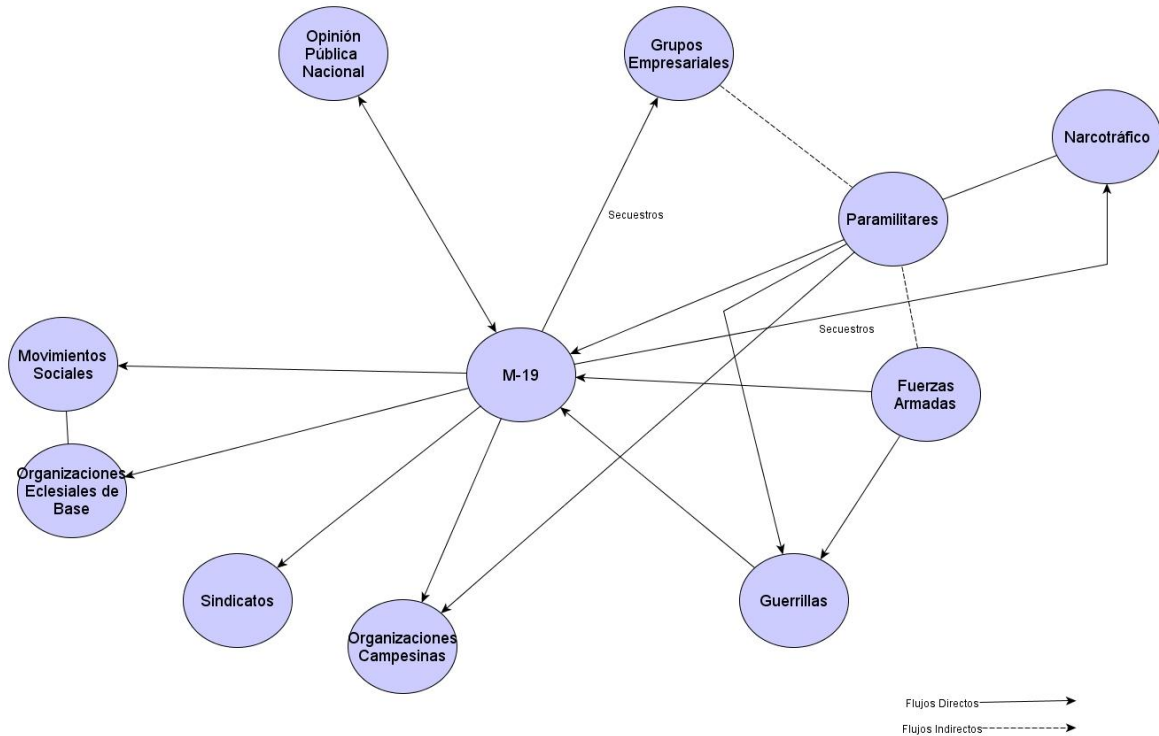 Opinión
Pública
Nacional
Grupos
Empresariales
Narcotráfico
Paramilitares
Secuestros
Secuestros
Movimientos
Sociales
M-19
Fuerzas
Armadas
Organizaciones
Eclesiales de
Base
Sindicatos
Organizaciones
Campesinas
Guerrillas
Flujos Directos
Flujos Indirectos